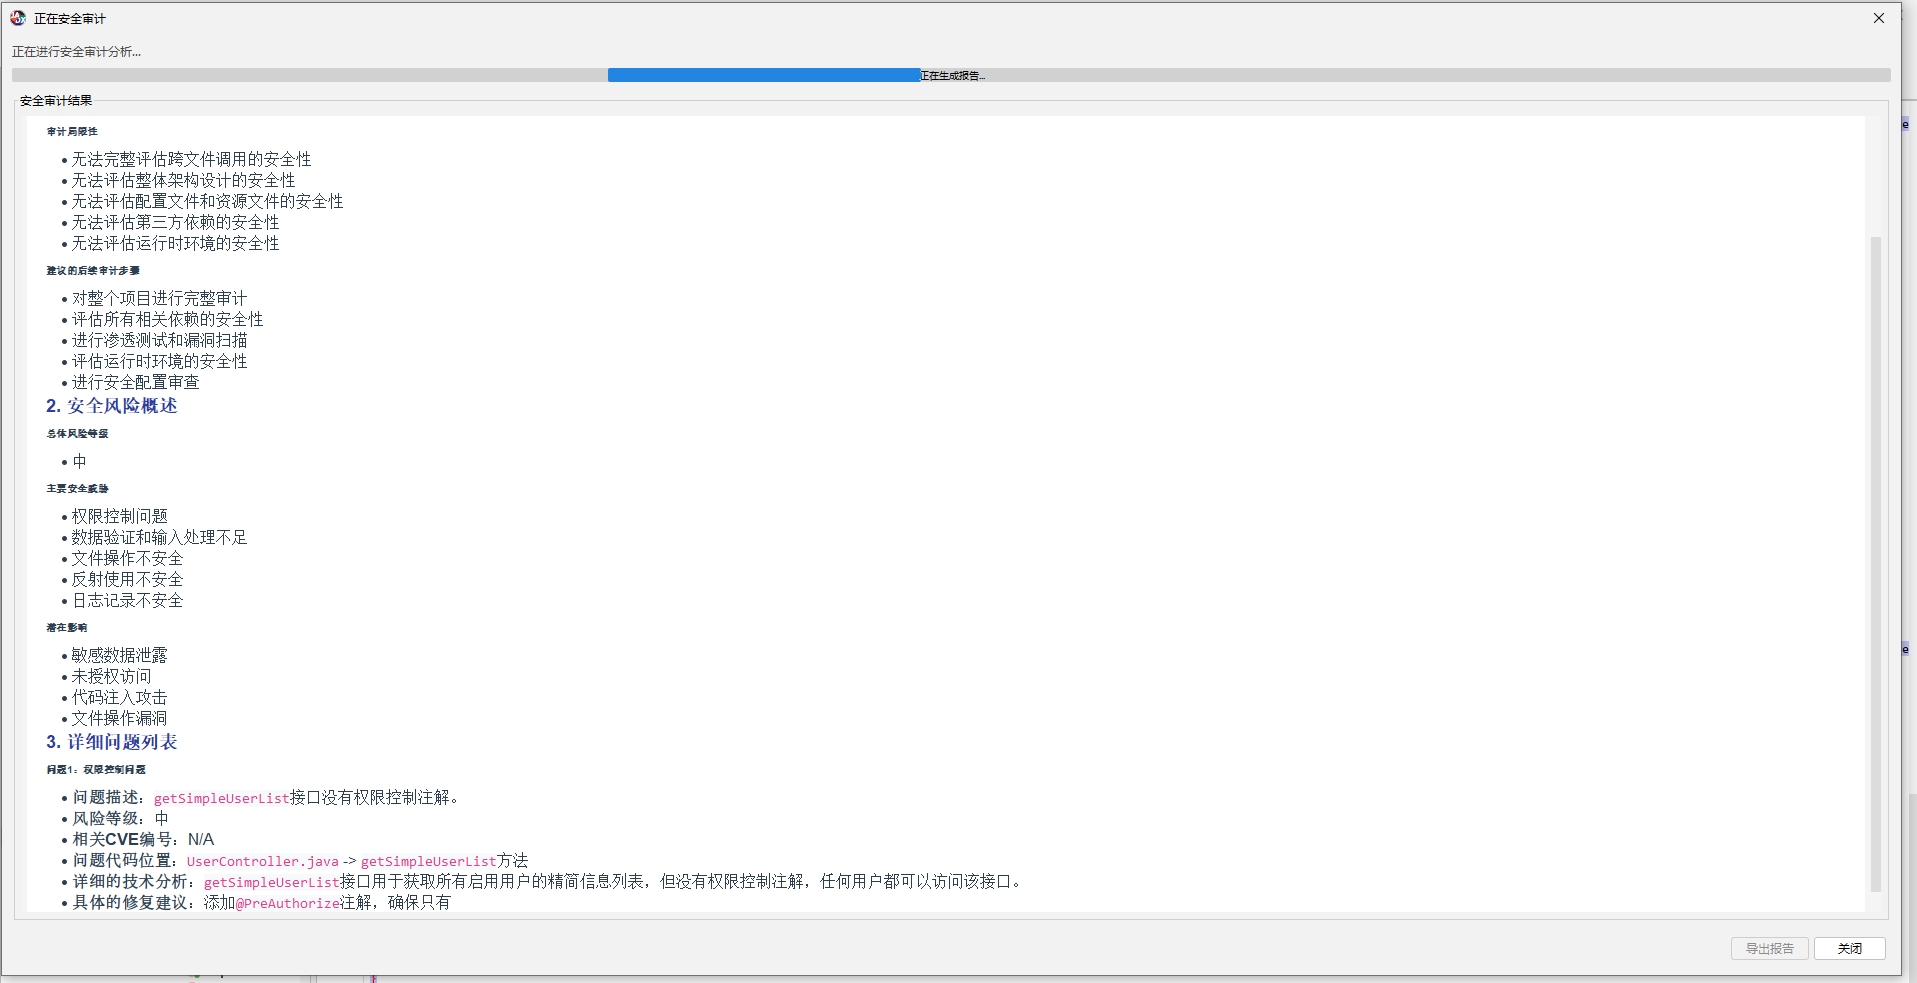 正在安全审计
正在进行安全审计分析...
正在生成报告...
安全审计结果
审计局限性
无法完整评估跨文件调用的安全性
无法评估整体架构设计的安全性
无法评估配置文件和资源文件的安全性
无法评估第三方依赖的安全性
无法评估运行时环境的安全性
建议的后续审计步骤
对整个项目进行完整审计
评估所有相关依赖的安全性
进行渗透测试和漏洞扫描
评估运行时环境的安全性
进行安全配置审查
2. 安全风险概述
总体风险等级
中
主要安全威胁
权限控制问题
数据验证和输入处理不足
文件操作不安全
反射使用不安全
日志记录不安全
潜在影响
敏感数据泄露
未授权访问
代码注入攻击
文件操作漏洞
3. 详细问题列表
问题1：权限控制问题
问题描述：getSimpleUserList接口没有权限控制注解。
风险等级：中
相关CVE编号：N/A
问题代码位置：UserController.java -> getSimpleUserList方法
详细的技术分析：getSimpleUserList接口用于获取所有启用用户的精简信息列表，但没有权限控制注解，任何用户都可以访问该接口。
具体的修复建议：添加@PreAuthorize注解，确保只有
导出报告
关闭
e
e